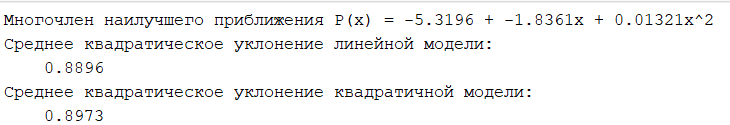 Многочлен наилучшего приближения P(x) = -5.3196 + -1.8361x + 0.01321x^2
Среднее квадратическое уклонение линейной модели:
0.8896
Среднее квадратическое уклонение квадратичной модели:
0.8973